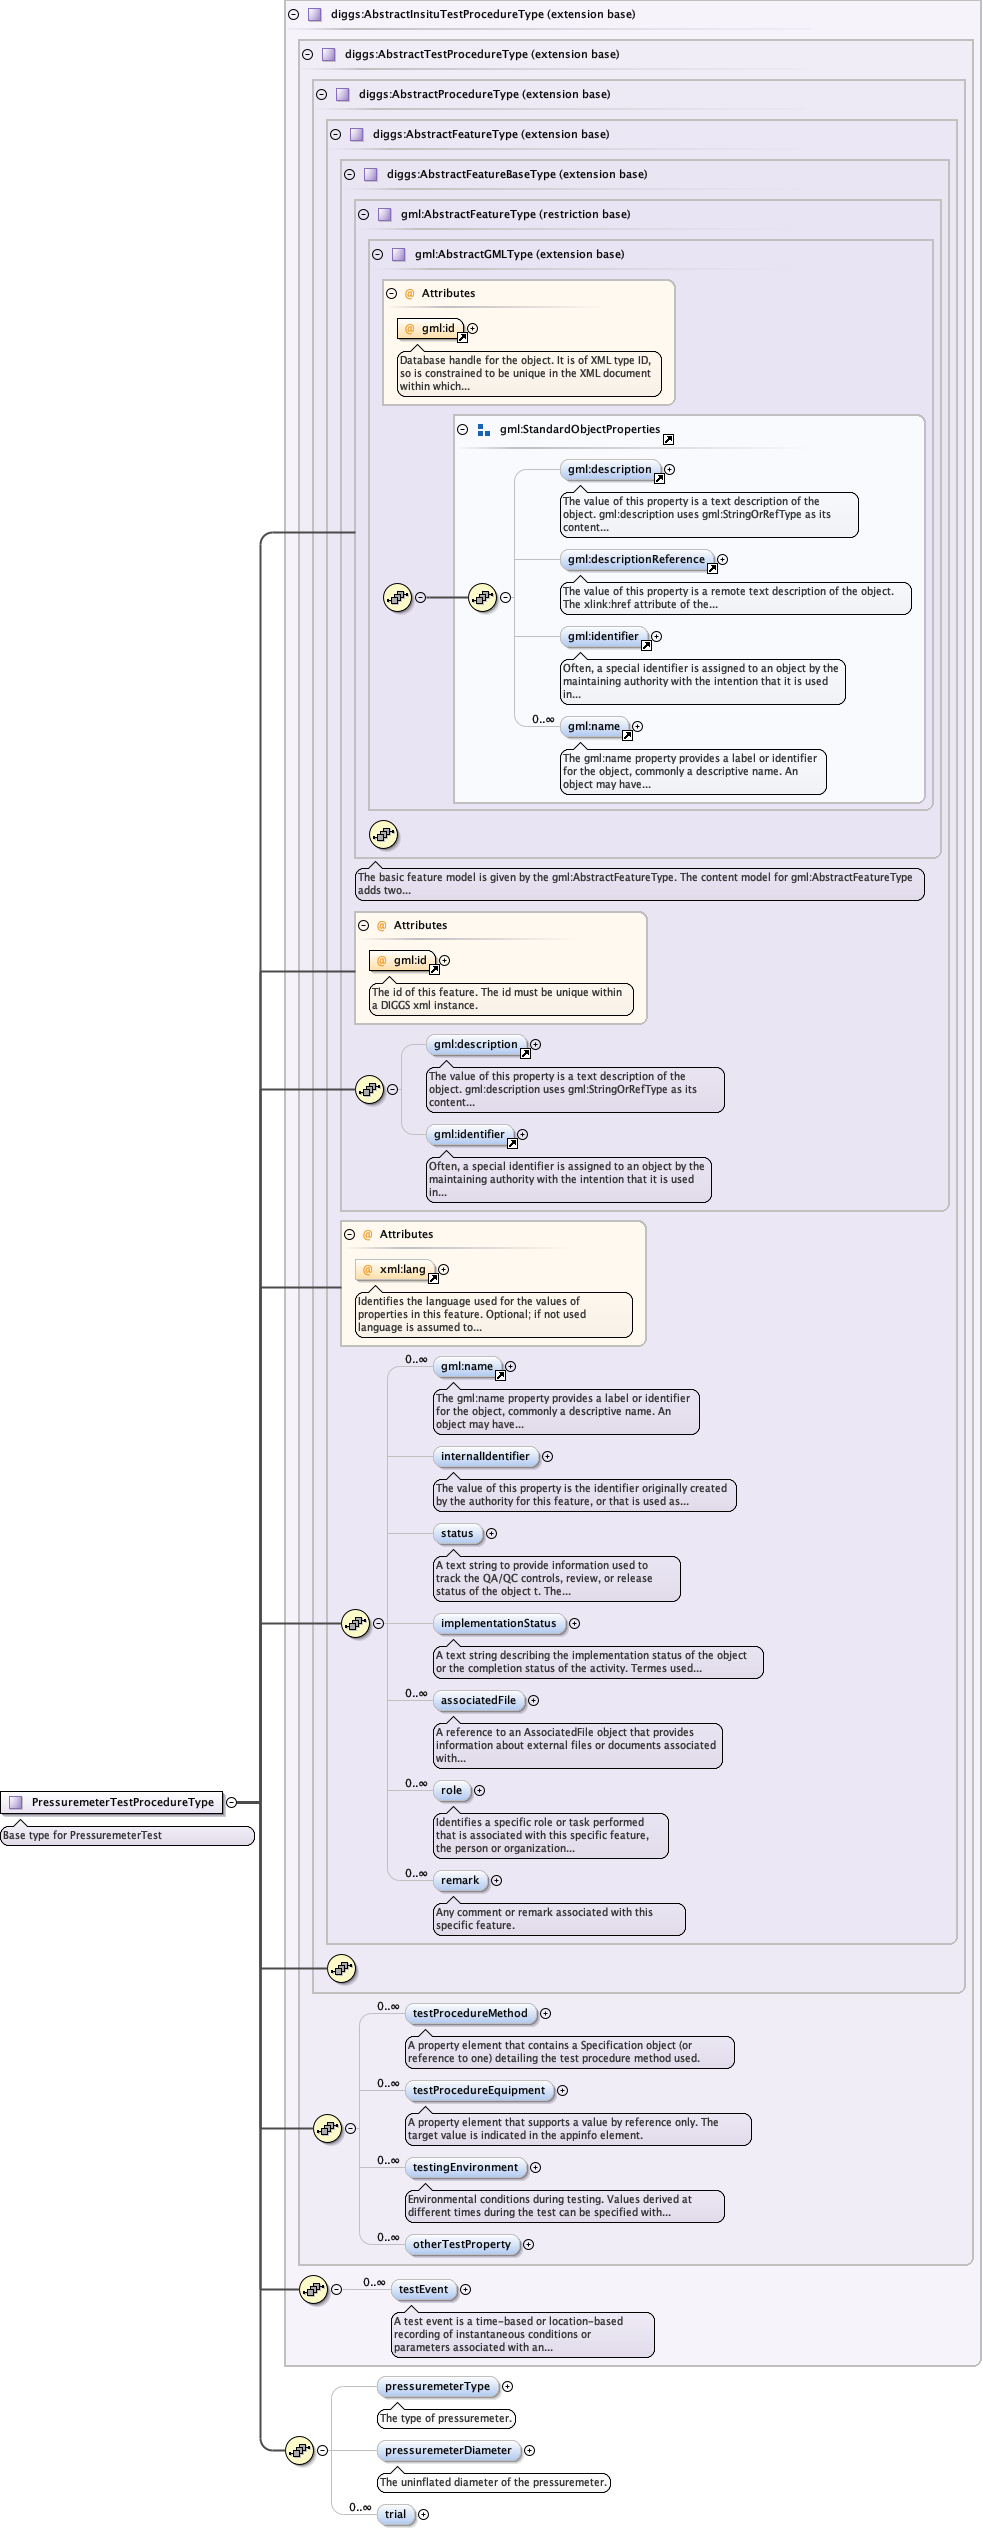 diggs:AbstractInsituTestProcedureType (extension base)
diggs:AbstractTestProcedureType (extension base)
diggs:AbstractProcedureType (extension base)
diggs:AbstractFeatureType (extension base)
diggs:AbstractFeatureBaseType (extension base)
gml:AbstractFeatureType (restriction base)
gml:AbstractGMLType (extension base)
@ Attributes
@ gml:id
Database handle for the object. It is of XML type ID,
so is constrained to be unique in the XML document
within which...
gml:StandardObjectProperties
gml:description
The value of this property is a text description of the
object. gml:description uses gml:StringOrRefType as its
content...
gml:descriptionReference
The value of this property is a remote text description of the object.
The xlink:href attribute of the...
gml:identifier
Often, a special identifier is assigned to an object by the
maintaining authority with the intention that it is used
in...
0..∞
gml:name
The gml:name property provides a label or identifier
for the object, commonly a descriptive name. An
object may have...
The basic feature model is given by the gml:AbstractFeatureType. The content model for gml:AbstractFeatureType
adds two...
@ Attributes
@ gml:id
The id of this feature. The id must be unique within
a DIGGS xml instance.
gml:description
The value of this property is a text description of the
object. gml:description uses gml:StringOrRefType as its
content...
gml:identifier
Often, a special identifier is assigned to an object by the
maintaining authority with the intention that it is used
in...
@ Attributes
@ xml:lang
Identifies the language used for the values of
properties in this feature. Optional; if not used
language is assumed to...
0..∞
gml:name
The gml:name property provides a label or identifier
for the object, commonly a descriptive name. An
object may have...
internalIdentifier
The value of this property is the identifier originally created
by the authority for this feature, or that is used as...
status
A text string to provide information used to
track the QA/QC controls, review, or release
status of the object t. The...
implementationStatus
A text string describing the implementation status of the object
or the completion status of the activity. Termes used...
0..∞
associatedFile
A reference to an AssociatedFile object that provides
information about external files or documents associated
with...
0..∞
role
Identifies a specific role or task performed
that is associated with this specific feature,
the person or organization...
PressuremeterTestProcedureType
Base type for PressuremeterTest
0..∞
remark
Any comment or remark associated with this
specific feature.
0..∞
testProcedureMethod
A property element that contains a Specification object (or
reference to one) detailing the test procedure method used.
0..∞
testProcedureEquipment
A property element that supports a value by reference only. The
target value is indicated in the appinfo element.
0..∞
testingEnvironment
Environmental conditions during testing. Values derived at
different times during the test can be specified with...
0..∞
otherTestProperty
0..∞
testEvent
A test event is a time-based or location-based
recording of instantaneous conditions or
parameters associated with an...
pressuremeterType
The type of pressuremeter.
pressuremeterDiameter
The uninflated diameter of the pressuremeter.
0..∞
trial